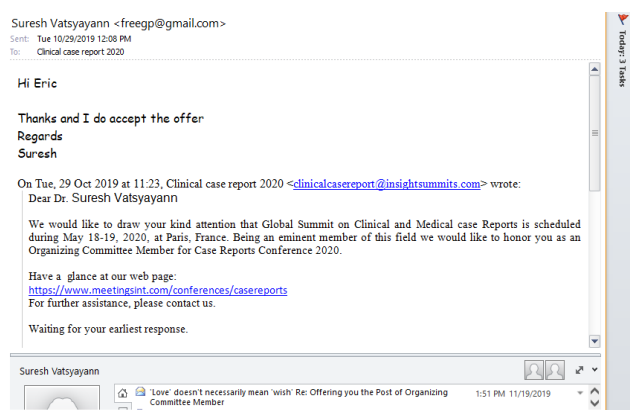 Suresh Vatsyayann <freegp@gmail.com>
Sent: Tue 10/29/2019 12:08 PM
To: Clinical case report 2020
Today: 3 Tasks
Hi Eric
Thanks and I do accept the offer
Regards
Suresh
On Tue, 29 Oct 2019 at 11:23, Clinical case report 2020 <clinicalcasereport@insightsummits.com> wrote:
Dear Dr. Suresh Vatsyayann
We would like to draw your kind attention that Global Summit on Clinical and Medical case Reports is scheduled
during May 18-19, 2020, at Paris, France. Being an eminent member of this field we would like to honor you as an
Organizing Committee Member for Case Reports Conference 2020.
Have a glance at our web page:
https://www.meetingsint.com/conferences/casereports
For further assistance, please contact us.
Waiting for your earliest response.
Suresh Vatsyayann
'Love' doesn't necessarily mean 'wish' Re: Offering you the Post of Organizing
Committee Member
1:51 PM 11/19/2019